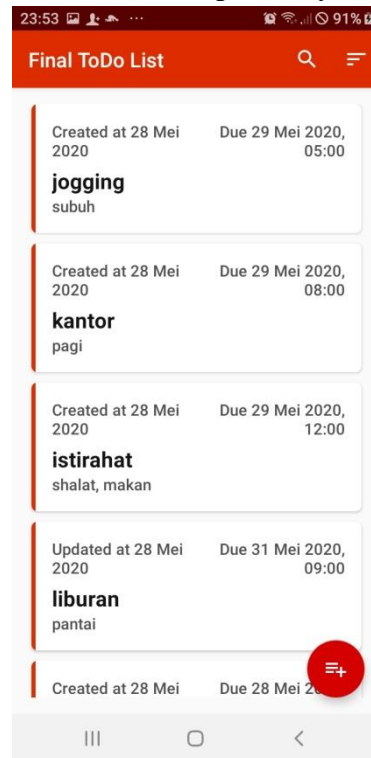 23:53 91%
Final ToDo List
Created at 28 Mei Due 29 Mei 2020,
2020 05:00
jogging
subuh
Created at 28 Mei Due 29 Mei 2020,
2020 08:00
kantor
pagi
Created at 28 Mei Due 29 Mei 2020,
2020 12:00
istirahat
shalat, makan
Updated at 28 Mei Due 31 Mei 2020,
2020 09:00
liburan
pantai
Created at 28 Mei Due 28 Mei